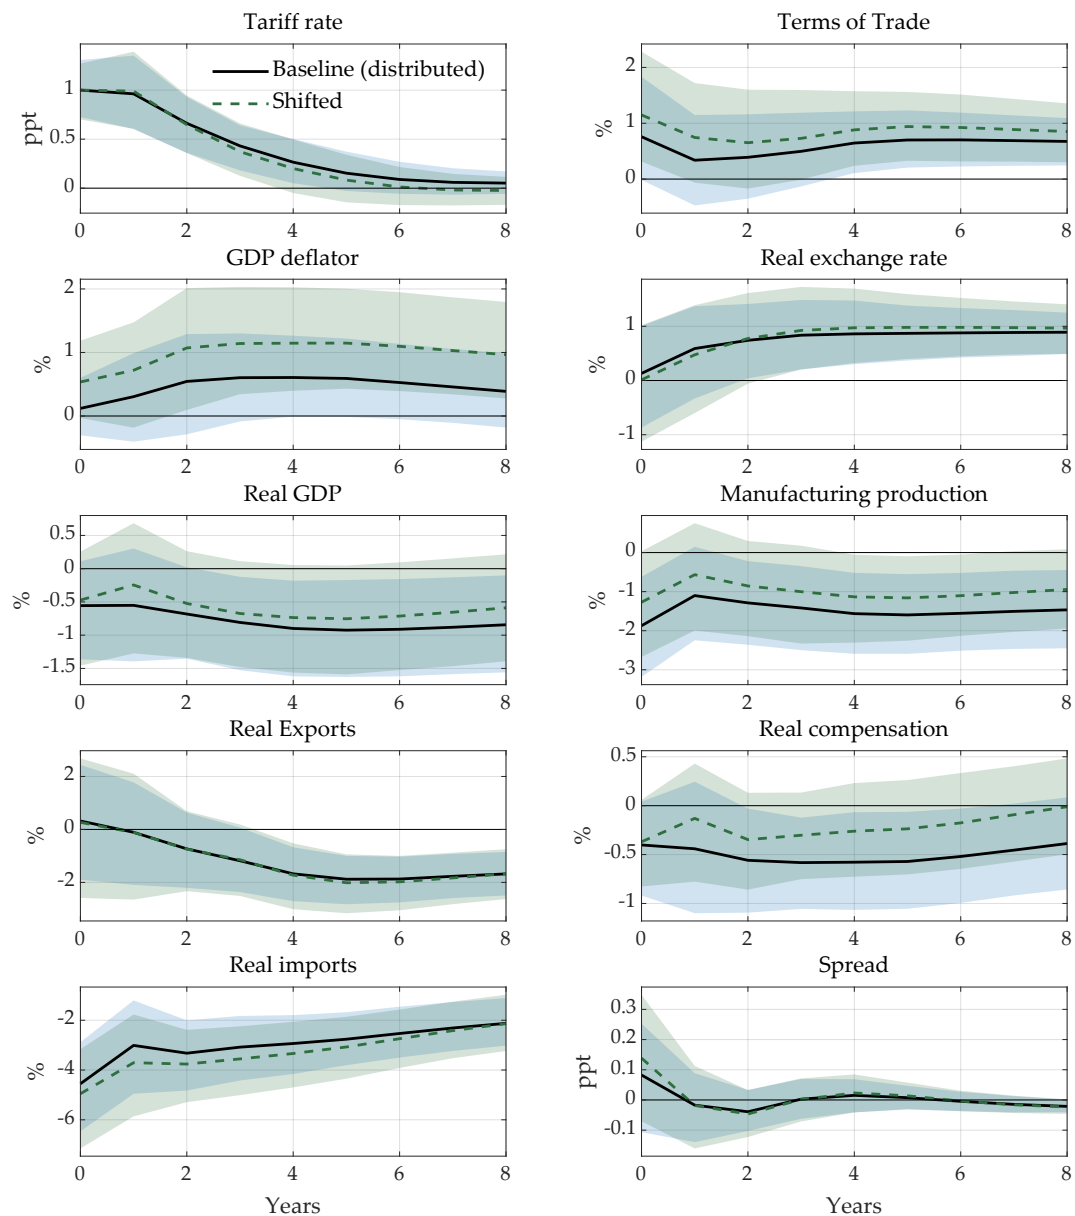 Tariff rate
1
0.5
0
ppt
Baseline (distributed)
Shifted
0 2 4 6 8
Terms of Trade
2
1
0
%
0 2 4 6 8
GDP deflator
2
1
0
%
0 2 4 6 8
Real exchange rate
1
0
-1
%
0 2 4 6 8
Real GDP
0.5
0
-0.5
-1
-1.5
%
0 2 4 6 8
Manufacturing production
0
-1
-2
-3
%
0 2 4 6 8
Real Exports
2
0
-2
%
0 2 4 6 8
Real compensation
0.5
0
-0.5
-1
%
0 2 4 6 8
Real imports
-2
-4
-6
%
0 2 4 6 8
Years
Spread
0.3
0.2
0.1
0
-0.1
ppt
0 2 4 6 8
Years